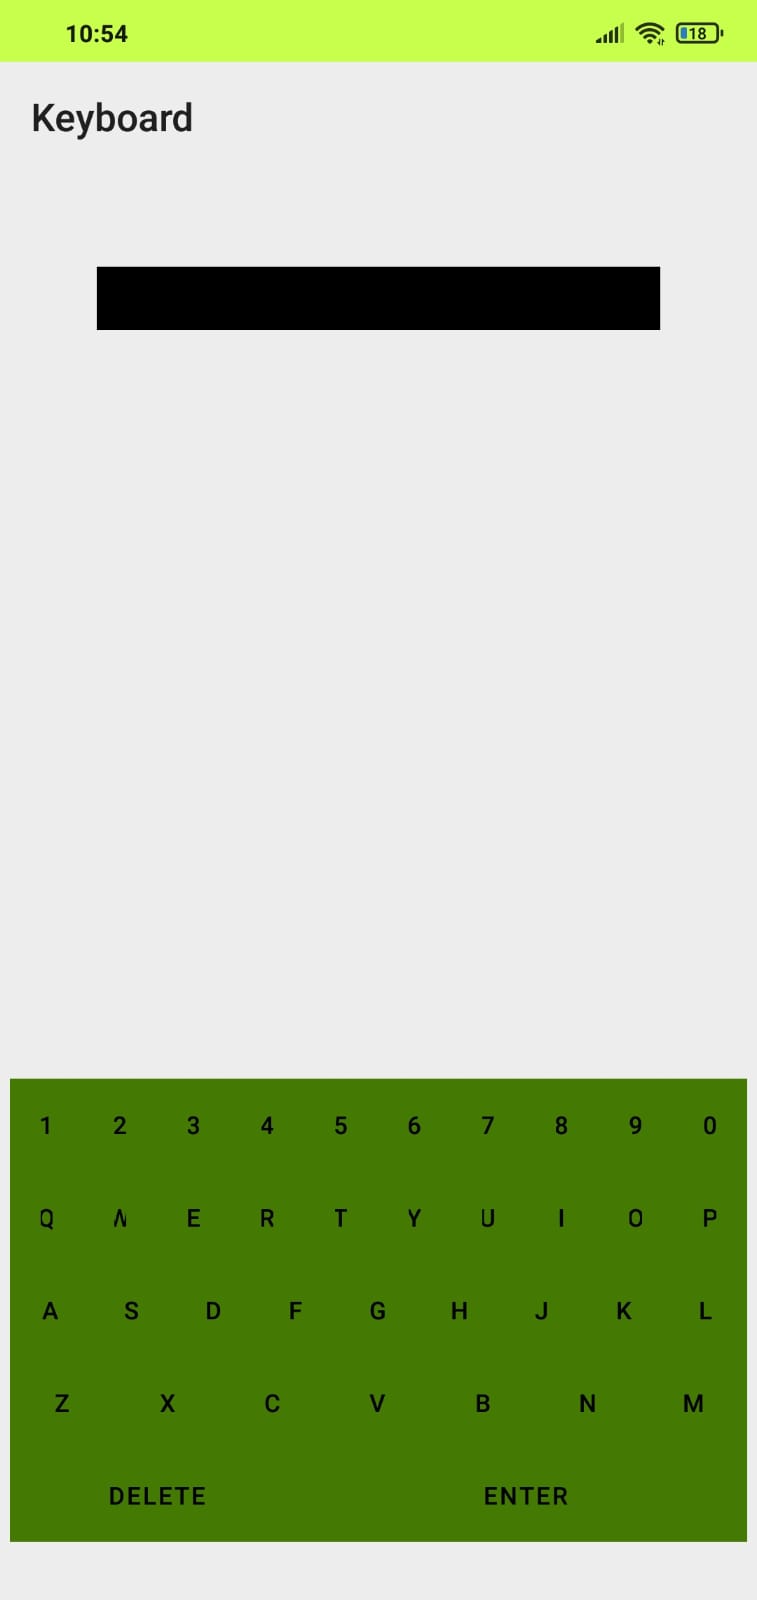 10:54 18
Keyboard
1 2 3 4 5 6 7 8 9 0
Q W E R T Y U I O P
A S D F G H J K L
Z X C V B N M
DELETE ENTER